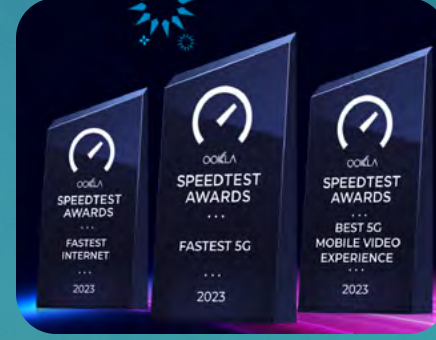 OOKLA
SPEEDTEST
AWARDS
...
FASTEST
INTERNET
...
2023
OOKLA
SPEEDTEST
AWARDS
...
FASTEST 5G
...
2023
OOKLA
SPEEDTEST
AWARDS
...
BEST 5G
MOBILE VIDEO
EXPERIENCE
...
2023